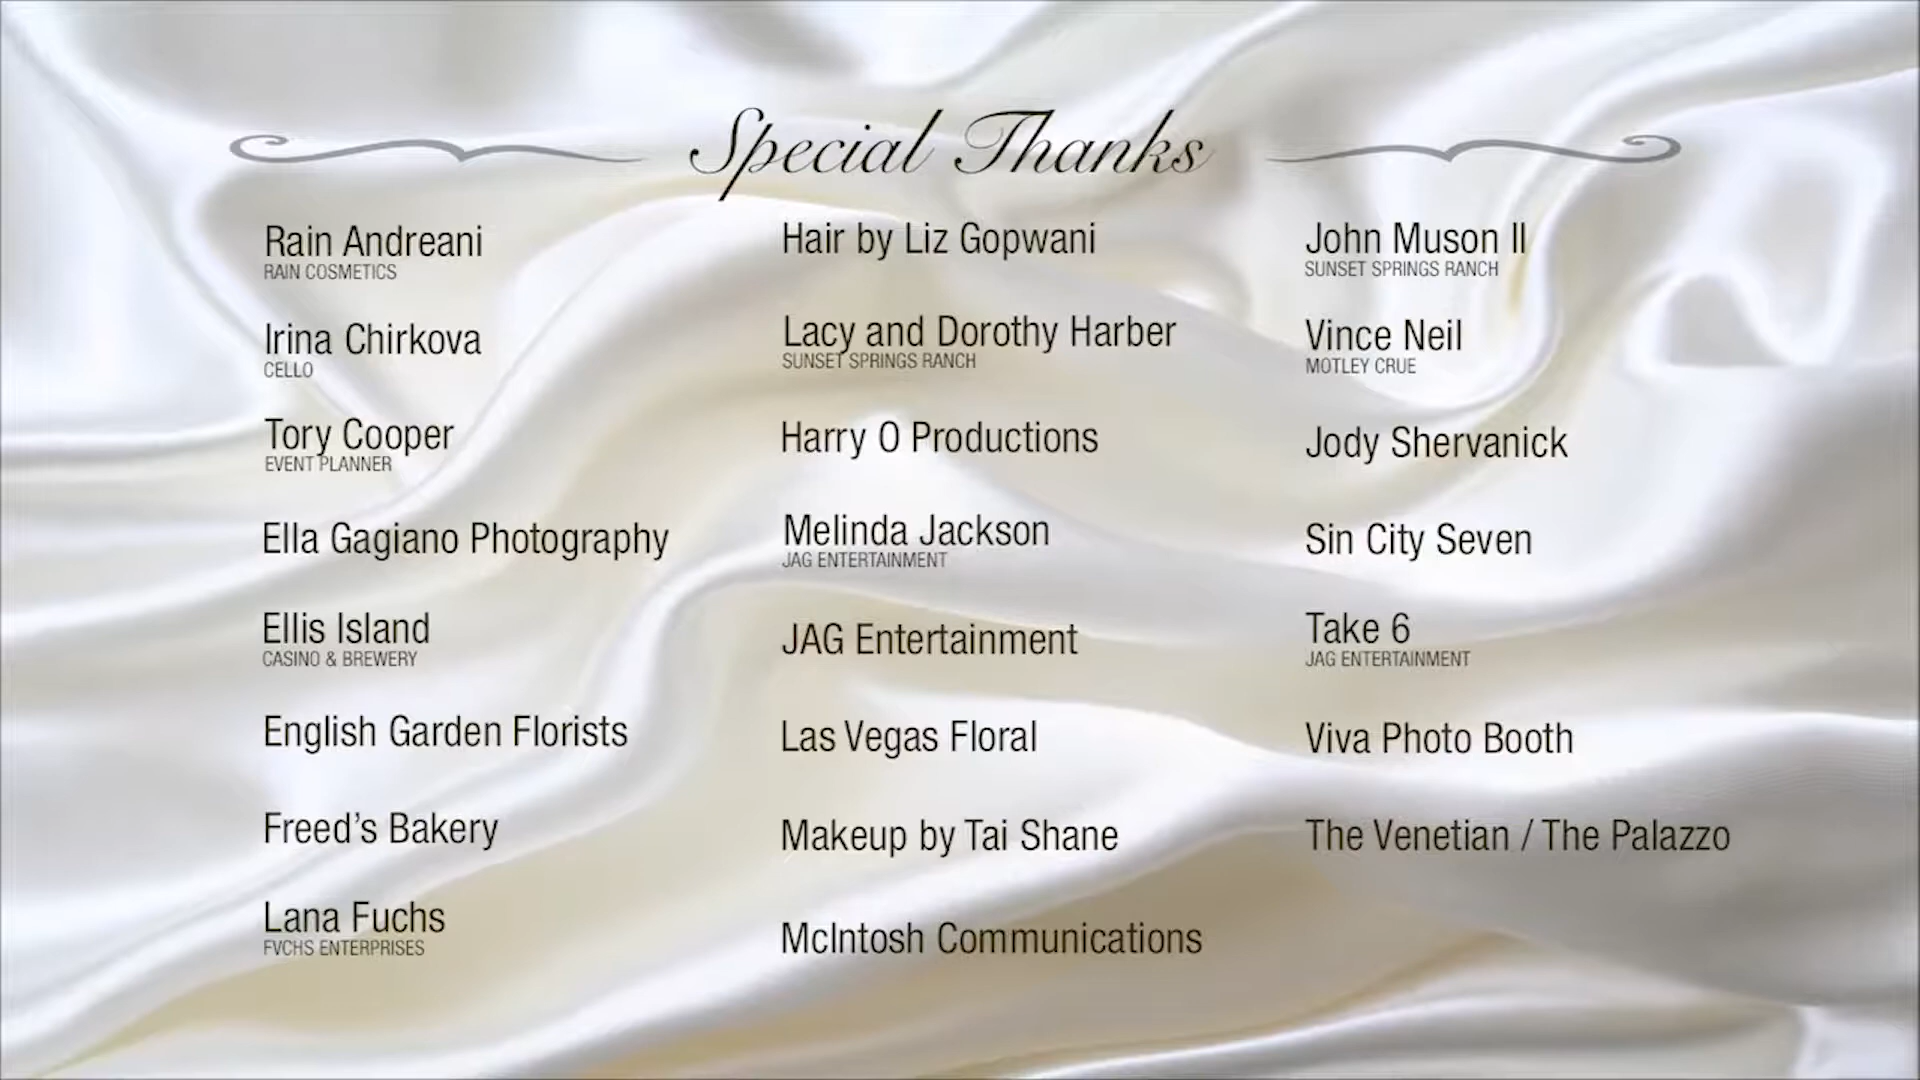 Special Thanks
Rain Andreani
RAIN COSMETICS
Irina Chirkova
CELLO
Tory Cooper
EVENT PLANNER
Ella Gagiano Photography
Ellis Island
CASINO & BREWERY
English Garden Florists
Freed’s Bakery
Lana Fuchs
FVCHS ENTERPRISES
Hair by Liz Gopwani
Lacy and Dorothy Harber
SUNSET SPRINGS RANCH
Harry O Productions
Melinda Jackson
JAG ENTERTAINMENT
JAG Entertainment
Las Vegas Floral
Makeup by Tai Shane
McIntosh Communications
John Muson II
SUNSET SPRINGS RANCH
Vince Neil
MOTLEY CRUE
Jody Shervanick
Sin City Seven
Take 6
JAG ENTERTAINMENT
Viva Photo Booth
The Venetian / The Palazzo